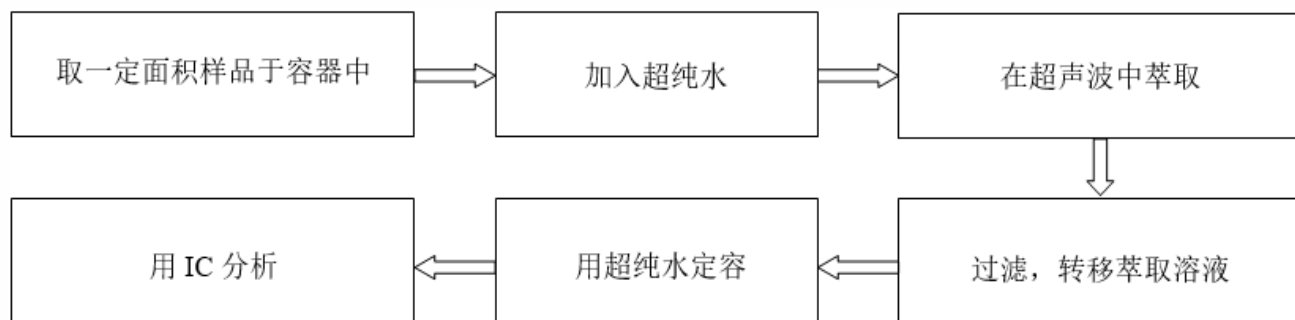 取一定面积样品于容器中
加入超纯水
在超声波中萃取
过滤，转移萃取溶液
用超纯水定容
用 IC 分析